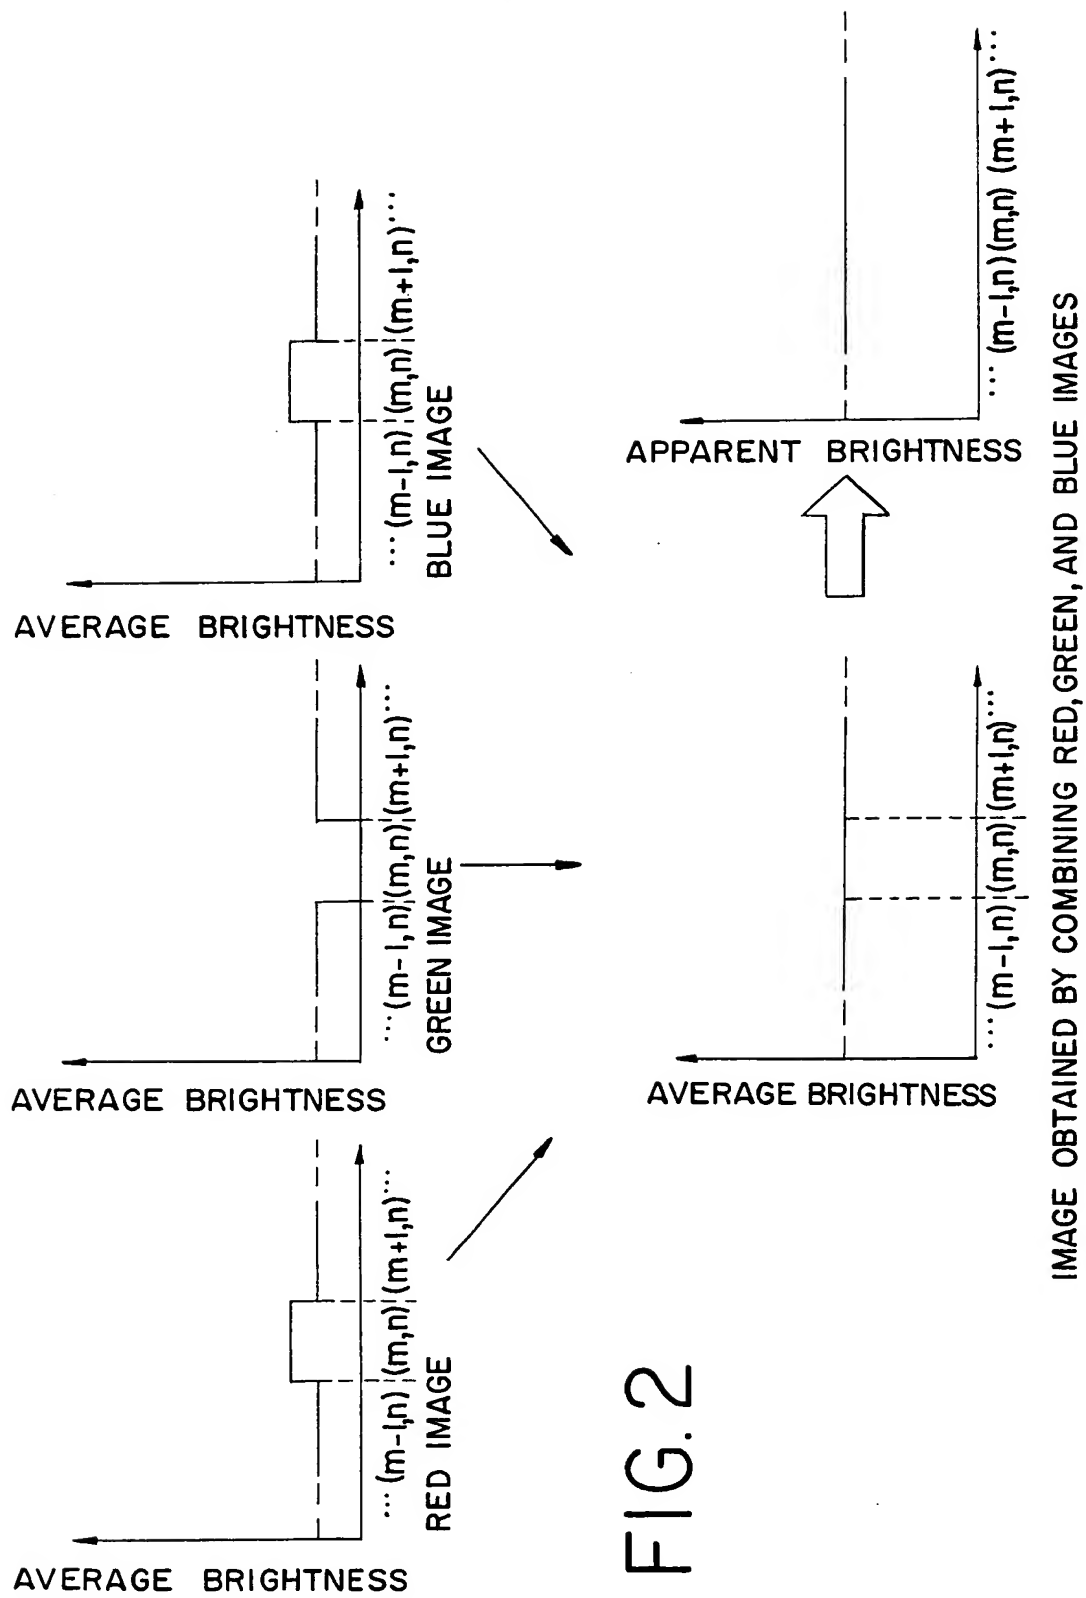 AVERAGE BRIGHTNESS
··· (m-1,n) (m,n) (m+1,n) ···
RED IMAGE
AVERAGE BRIGHTNESS
··· (m-1,n) (m,n) (m+1,n) ···
GREEN IMAGE
AVERAGE BRIGHTNESS
··· (m-1,n) (m,n) (m+1,n) ···
BLUE IMAGE
AVERAGE BRIGHTNESS
··· (m-1,n) (m,n) (m+1,n) ···
APPARENT BRIGHTNESS
··· (m-1,n) (m,n) (m+1,n) ···
IMAGE OBTAINED BY COMBINING RED, GREEN, AND BLUE IMAGES
FIG. 2